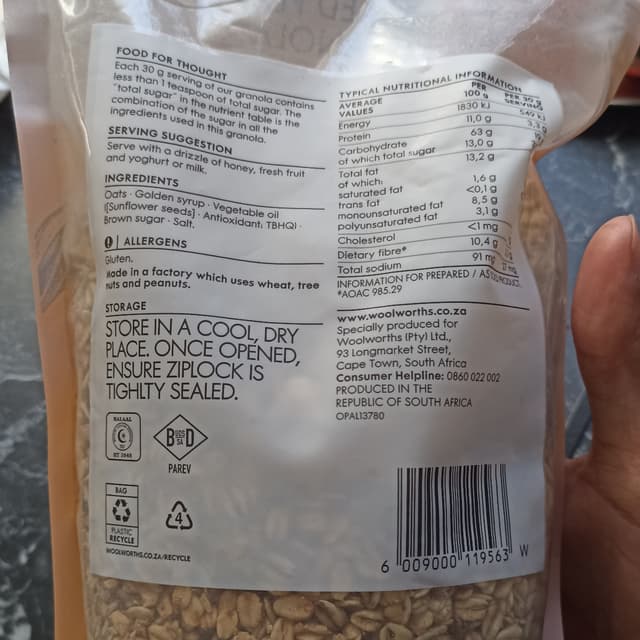 FOOD FOR THOUGHT
Each 30 g serving of our granola contains
less than 1 teaspoon of total sugar. The
"total sugar" in the nutrient table is the
combination of the sugar in all the
ingredients used in this granola.
SERVING SUGGESTION
Serve with a drizzle of honey, fresh fruit
and yoghurt or milk.
INGREDIENTS
Oats · Golden syrup · Vegetable oil
([Sunflower seeds] · Antioxidant: TBHQ) ·
Brown sugar · Salt.
ALLERGENS
Gluten.
Made in a factory which uses wheat, tree
nuts and peanuts.
STORAGE
STORE IN A COOL, DRY
PLACE. ONCE OPENED,
ENSURE ZIPLOCK IS
TIGHLTY SEALED.
HALAAL
B D
PAREV
BAG
PLASTIC
RECYCLE
4
WOOLWORTHS.CO.ZA/RECYCLE
TYPICAL NUTRITIONAL INFORMATION
AVERAGE VALUES PER 100 g PER 30 g SERVING
Energy 1830 kJ 549 kJ
Protein 11,0 g
Carbohydrate 63 g
of which total sugar 13,0 g
Total fat 13,2 g
of which:
saturated fat 1,6 g
trans fat <0,1 g
monounsaturated fat 8,5 g
polyunsaturated fat 3,1 g
Cholesterol <1 mg
Dietary fibre* 10,4 g
Total sodium 91 mg 27 mg
INFORMATION FOR PREPARED / AS PRODUCT.
*AOAC 985.29
www.woolworths.co.za
Specially produced for
Woolworths (Pty) Ltd.,
93 Longmarket Street,
Cape Town, South Africa
Consumer Helpline: 0860 022 002
PRODUCED IN THE
REPUBLIC OF SOUTH AFRICA
OPAL13780
6 009000 119563 W